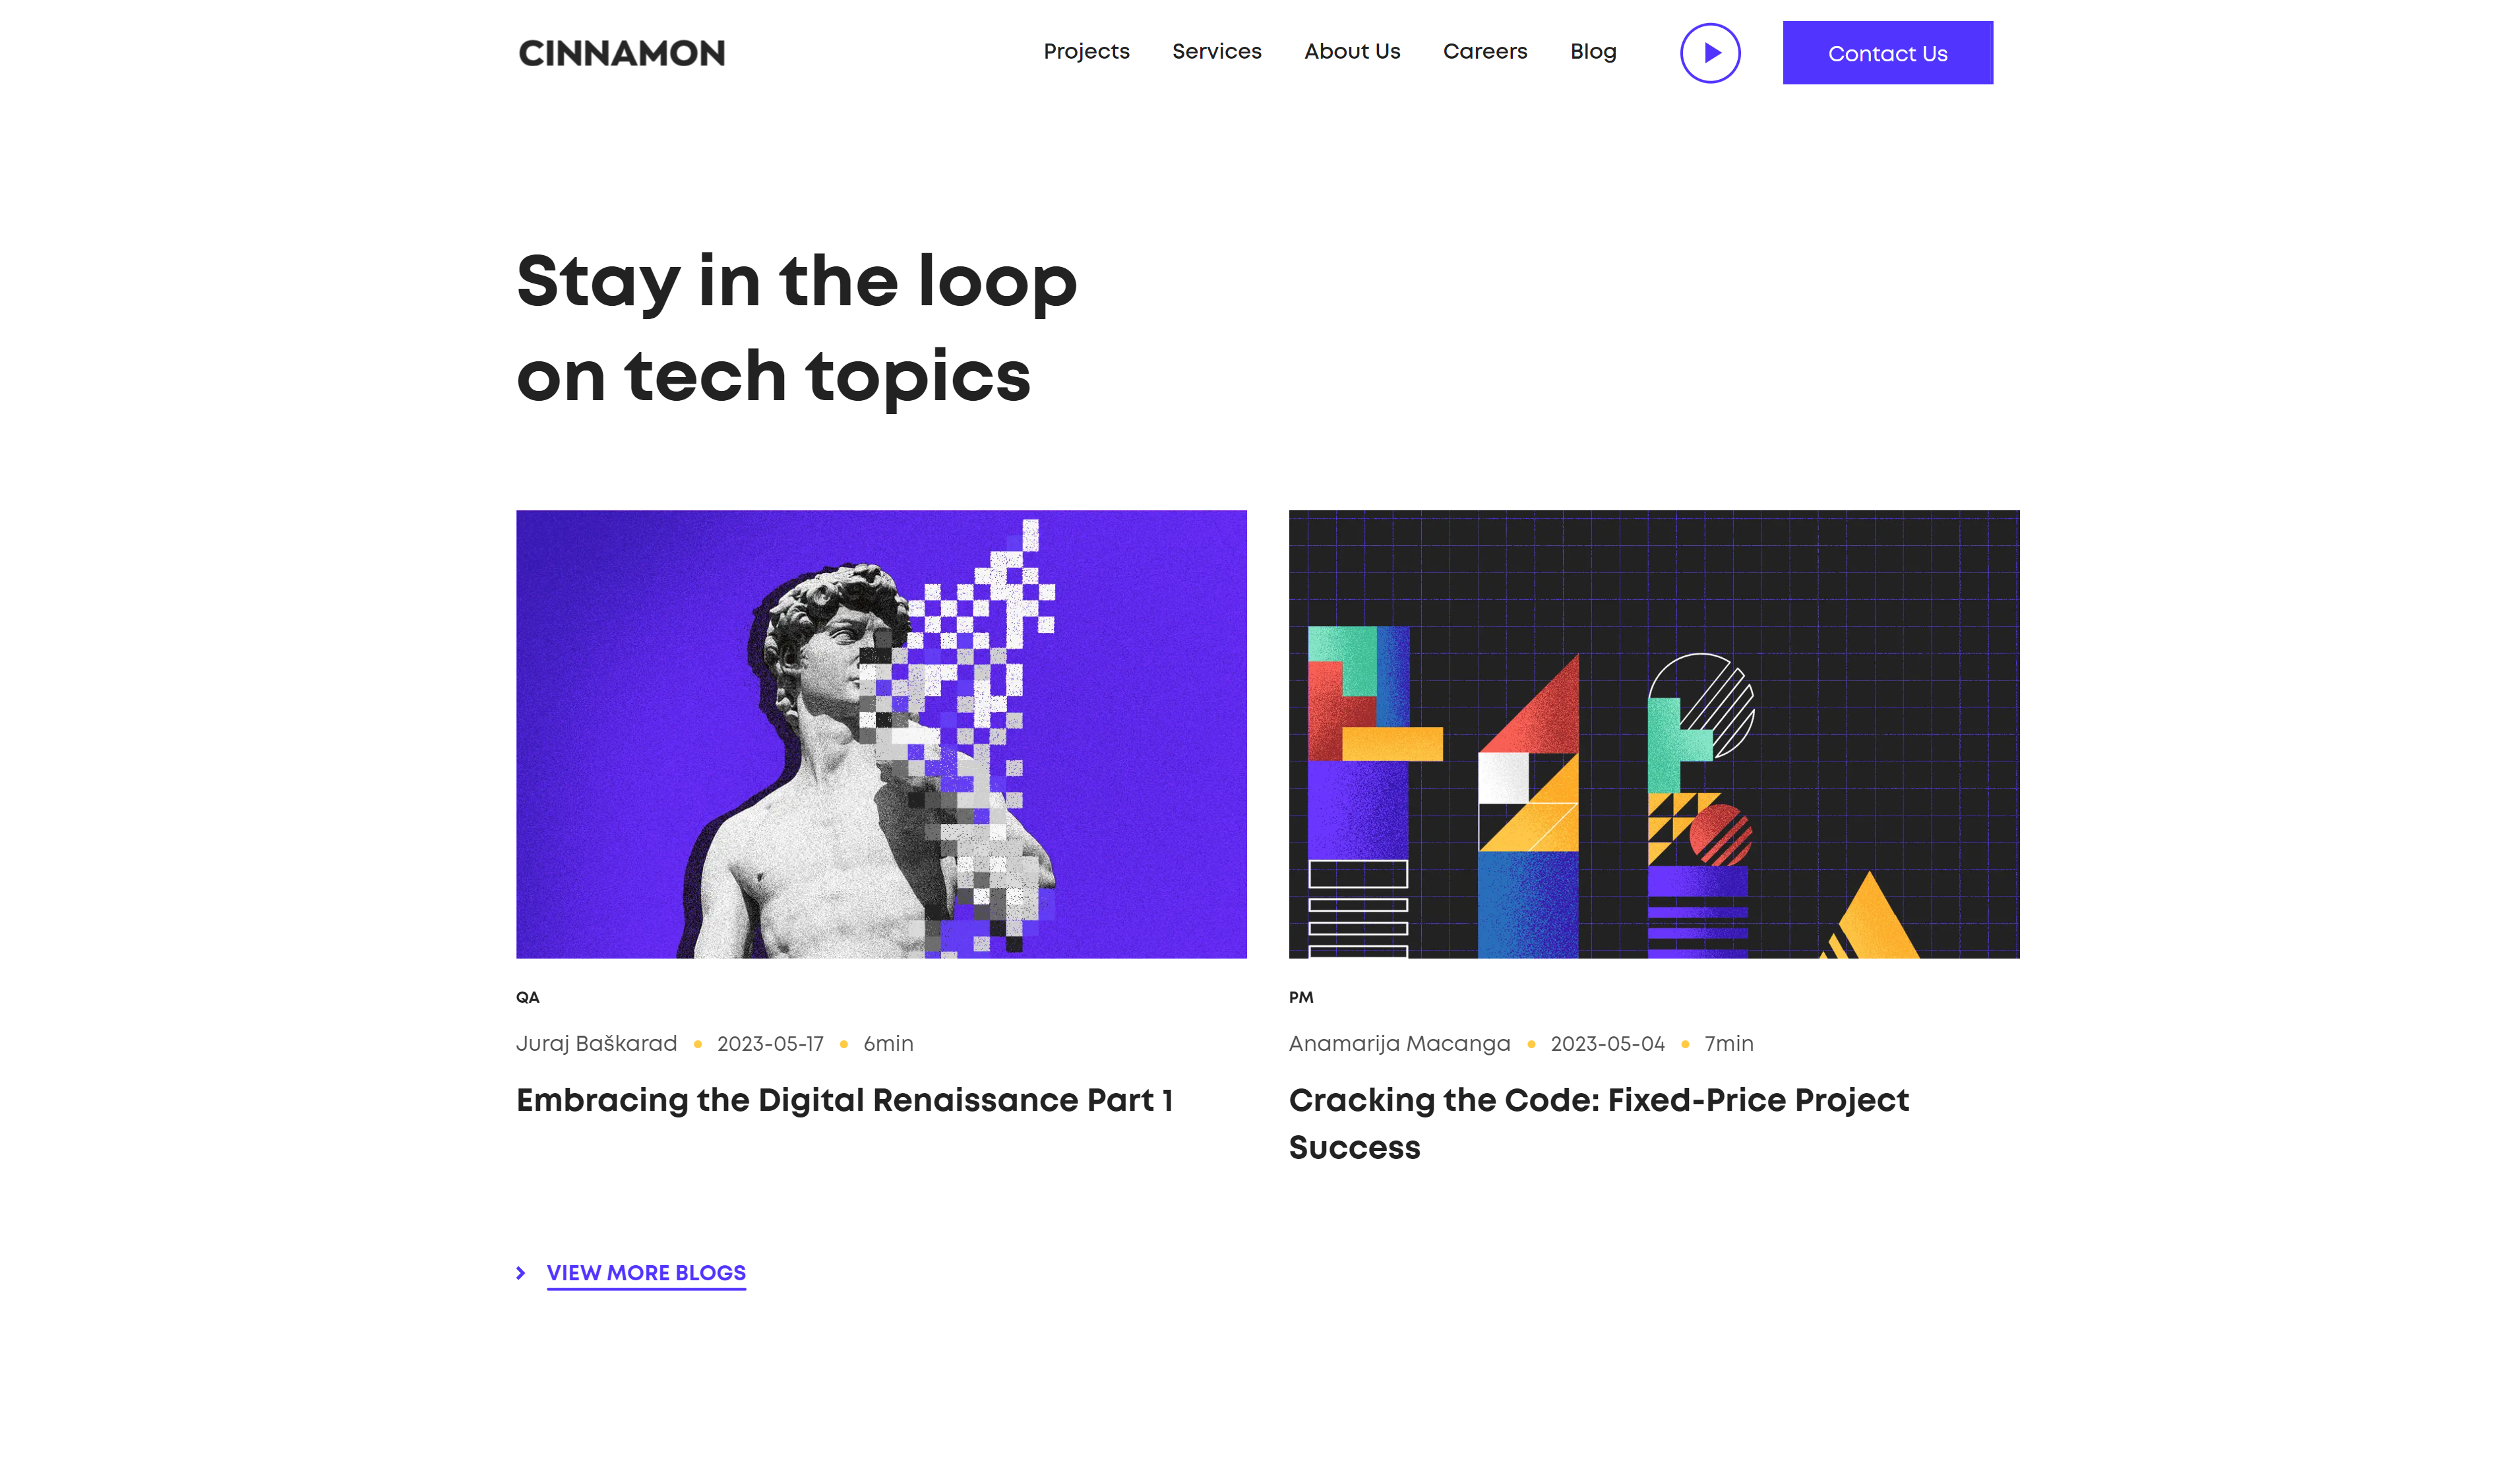 CINNAMON
Projects
Services
About Us
Careers
Blog
Contact Us
Stay in the loop
on tech topics
QA
Juraj Baškarad 2023-05-17 6min
Embracing the Digital Renaissance Part 1
PM
Anamarija Macanga 2023-05-04 7min
Cracking the Code: Fixed-Price Project
Success
VIEW MORE BLOGS